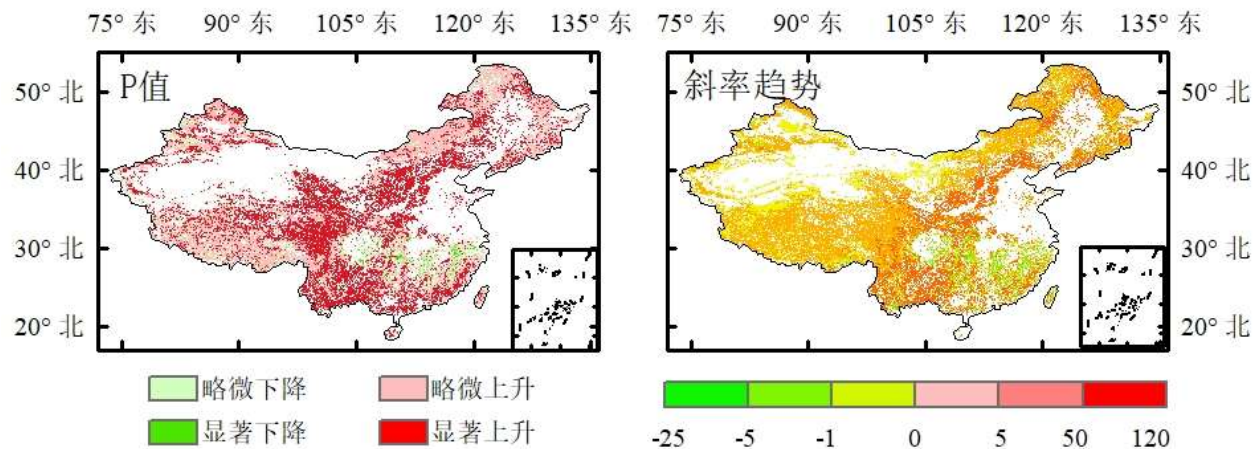 75° 东 90° 东 105° 东 120° 东 135° 东
75° 东 90° 东 105° 东 120° 东 135° 东
P值
斜率趋势
50° 北
40° 北
30° 北
20° 北
50° 北
40° 北
30° 北
20° 北
略微下降 略微上升
显著下降 显著上升
-25 -5 -1 0 5 50 120